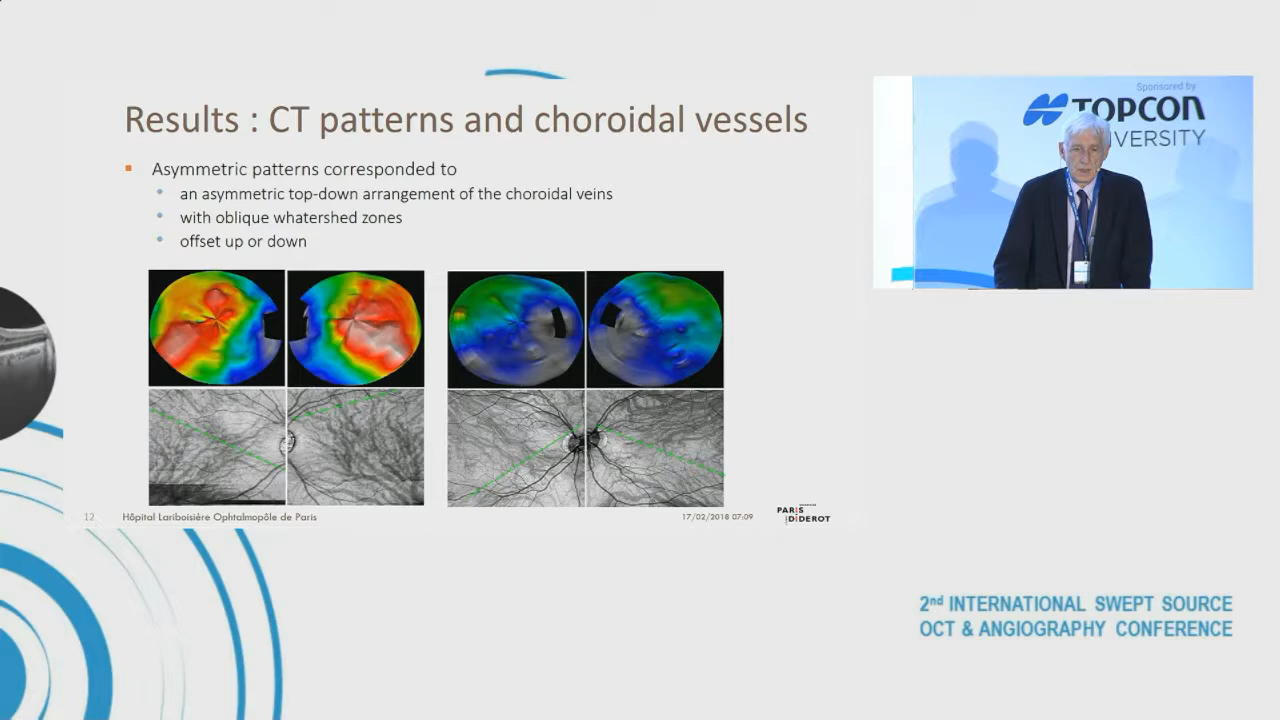 Results : CT patterns and choroidal vessels
Asymmetric patterns corresponded to
an asymmetric top-down arrangement of the choroidal veins
with oblique whatershed zones
offset up or down
12
Hôpital Lariboisière Ophtalmopôle de Paris
17/02/2018 07:09
PARIS
DIDEROT
Sponsored by
TOPCON
VERSITY
2nd INTERNATIONAL SWEPT SOURCE
OCT & ANGIOGRAPHY CONFERENCE